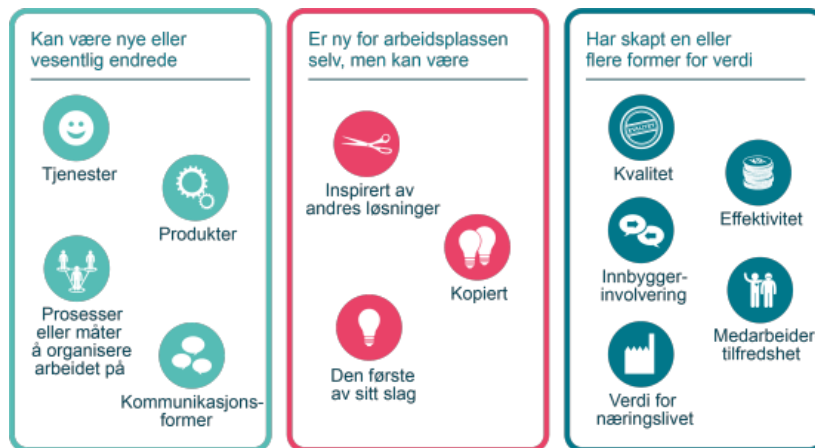 Kan være nye eller
vesentlig endrede
Tjenester
Produkter
Prosesser
eller måter
å organisere
arbeidet på
Kommunikasjons-
former
Er ny for arbeidsplassen
selv, men kan være
Inspirert av
andres løsninger
Kopiert
Den første
av sitt slag
Har skapt en eller
flere former for verdi
KVALITET
Kvalitet
Effektivitet
Innbygger-
involvering
Medarbeider
tilfredshet
Verdi for
næringslivet